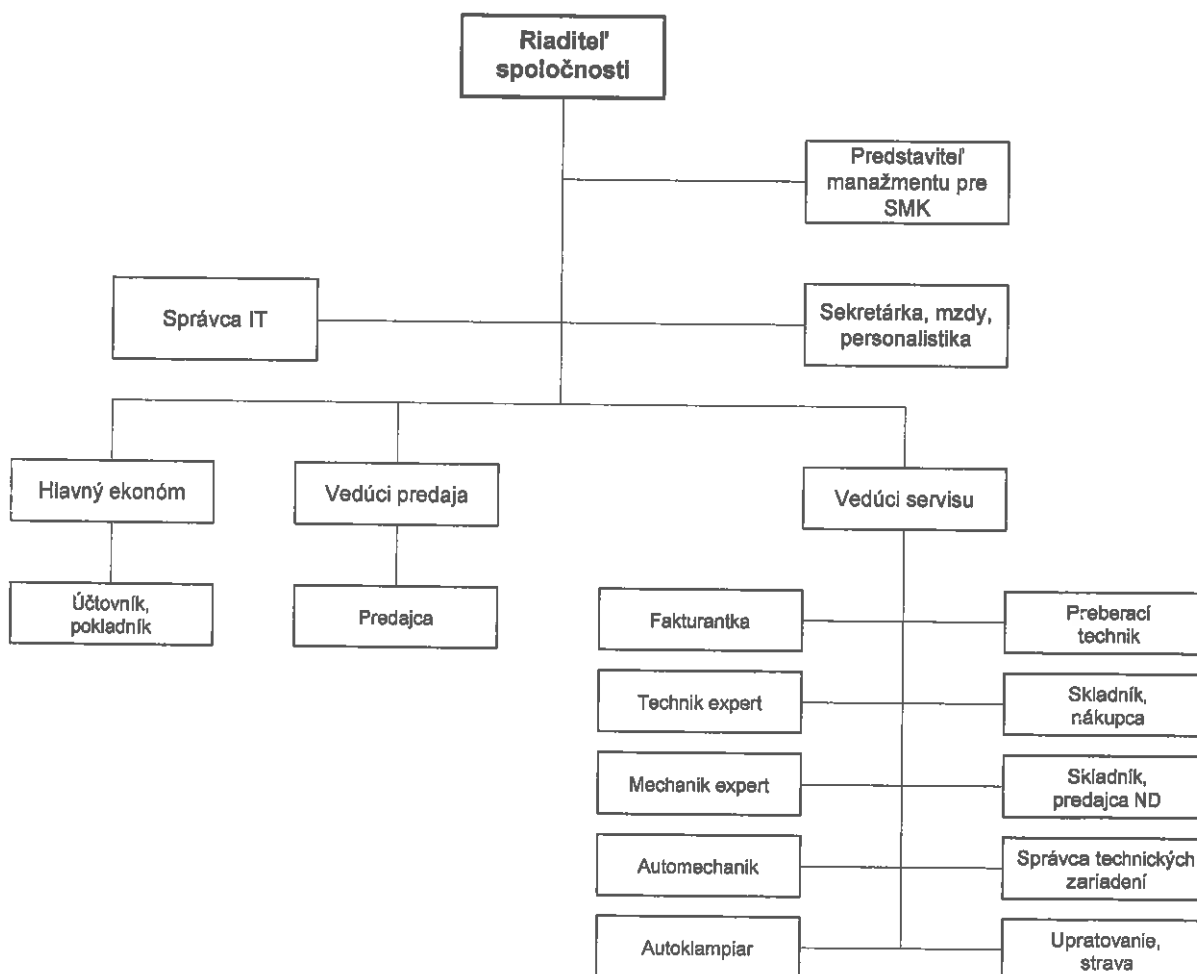 Riaditeľ
spoločnosti
Predstaviteľ
manažmentu pre
SMK
Správca IT
Sekretárka, mzdy,
personalistika
Hlavný ekonóm
Vedúci predaja
Vedúci servisu
Účtovník,
pokladník
Predajca
Fakturantka
Preberací
technik
Technik expert
Skladník,
nákupca
Mechanik expert
Skladník,
predajca ND
Automechanik
Správca technických
zariadení
Autoklampiar
Upratovanie,
strava